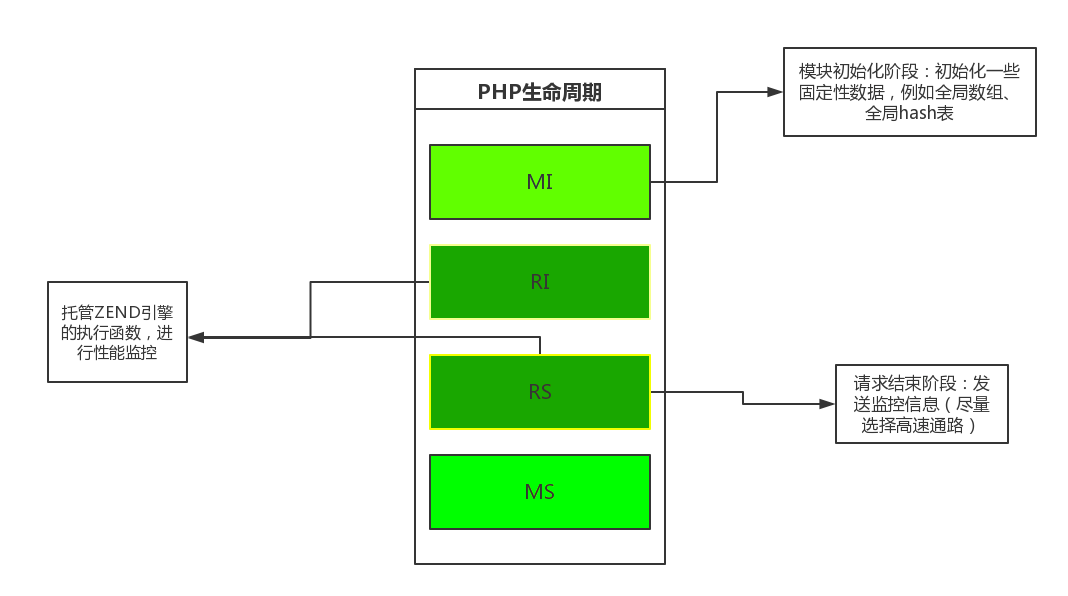 PHP生命周期
模块初始化阶段：初始化一些
固定性数据，例如全局数组、
全局hash表
MI
RI
托管ZEND引擎
的执行函数，进
行性能监控
RS
请求结束阶段：发
送监控信息（尽量
选择高速通路）
MS